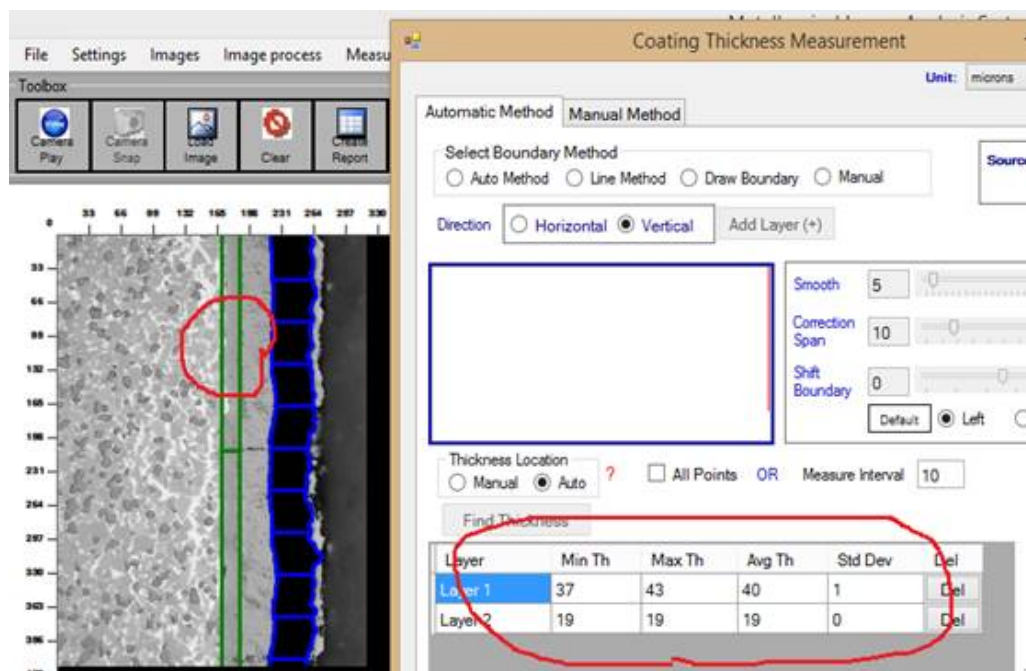 Coating Thickness Measurement
File Settings Images Image process Measu
Toolbox
Unit: microns
Camera Play
Camera Snap
Load Image
Clear
Create Report
Automatic Method Manual Method
Select Boundary Method
Auto Method Line Method Draw Boundary Manual
Source
Direction Horizontal Vertical Add Layer (+)
0 33 66 99 132 165 198 231 264 297 330
33
66
99
132
165
198
231
264
297
330
363
396
Smooth 5
Correction Span 10
Shift Boundary 0
Default Left
Thickness Location
Manual Auto ? All Points OR Measure Interval 10
Find Thickness
Layer Min Th Max Th Avg Th Std Dev Del
Layer 1 37 43 40 1 Del
Layer 2 19 19 19 0 Del